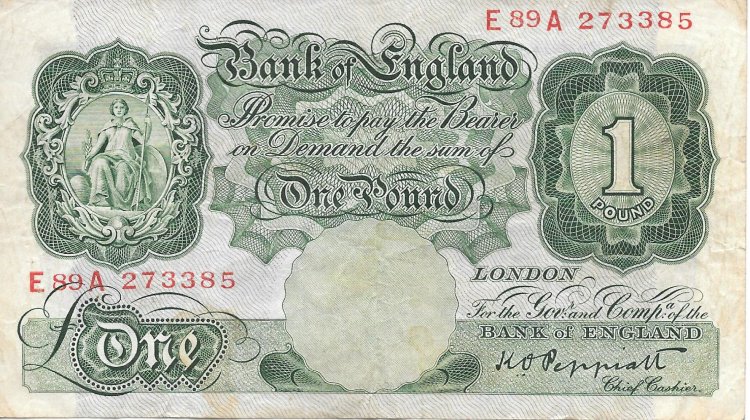 E 89 A 273385
Bank of England
Promise to pay the Bearer
on Demand the sum of
One Pound
1
POUND
E 89 A 273385
LONDON
For the Govr. and Compa. of the
BANK of ENGLAND
£One
K O Peppiatt
Chief Cashier.